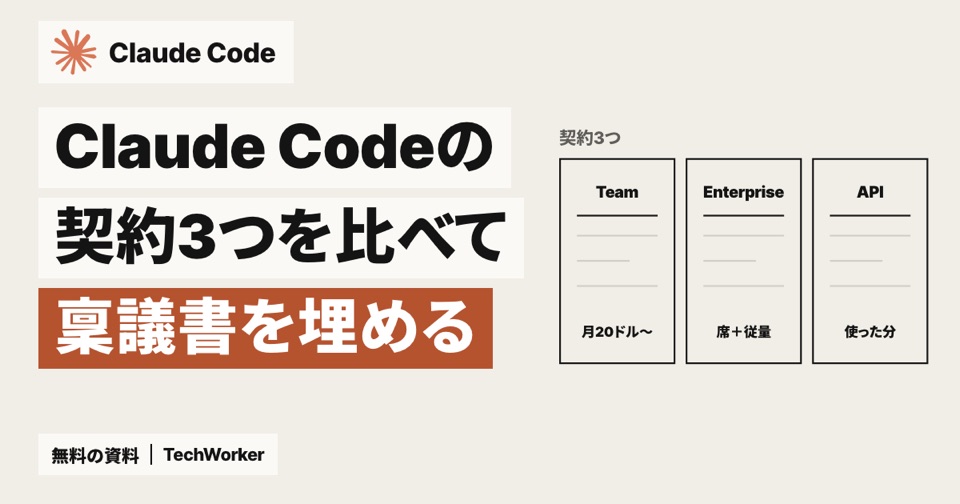 Claude Code
Claude Codeの
契約3つを比べて
稟議書を埋める
契約3つ
Team
Enterprise
API
月20ドル〜
席＋従量
使った分
無料の資料｜TechWorker